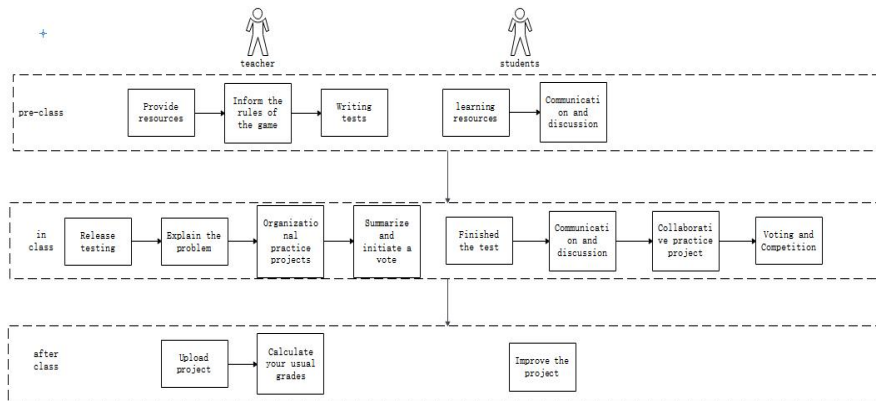 teacher
students
pre-class
Provide
resources
Inform the
rules of
the game
Writing
tests
learning
resources
Communicati
on and
discussion
in
class
Release
testing
Explain the
problem
Organizatio
nal
practice
projects
Summarize
and
initiate a
vote
Finished
the test
Communicati
on and
discussion
Collaborati
ve practice
project
Voting and
Competition
after
class
Upload
project
Calculate
your usual
grades
Improve the
project